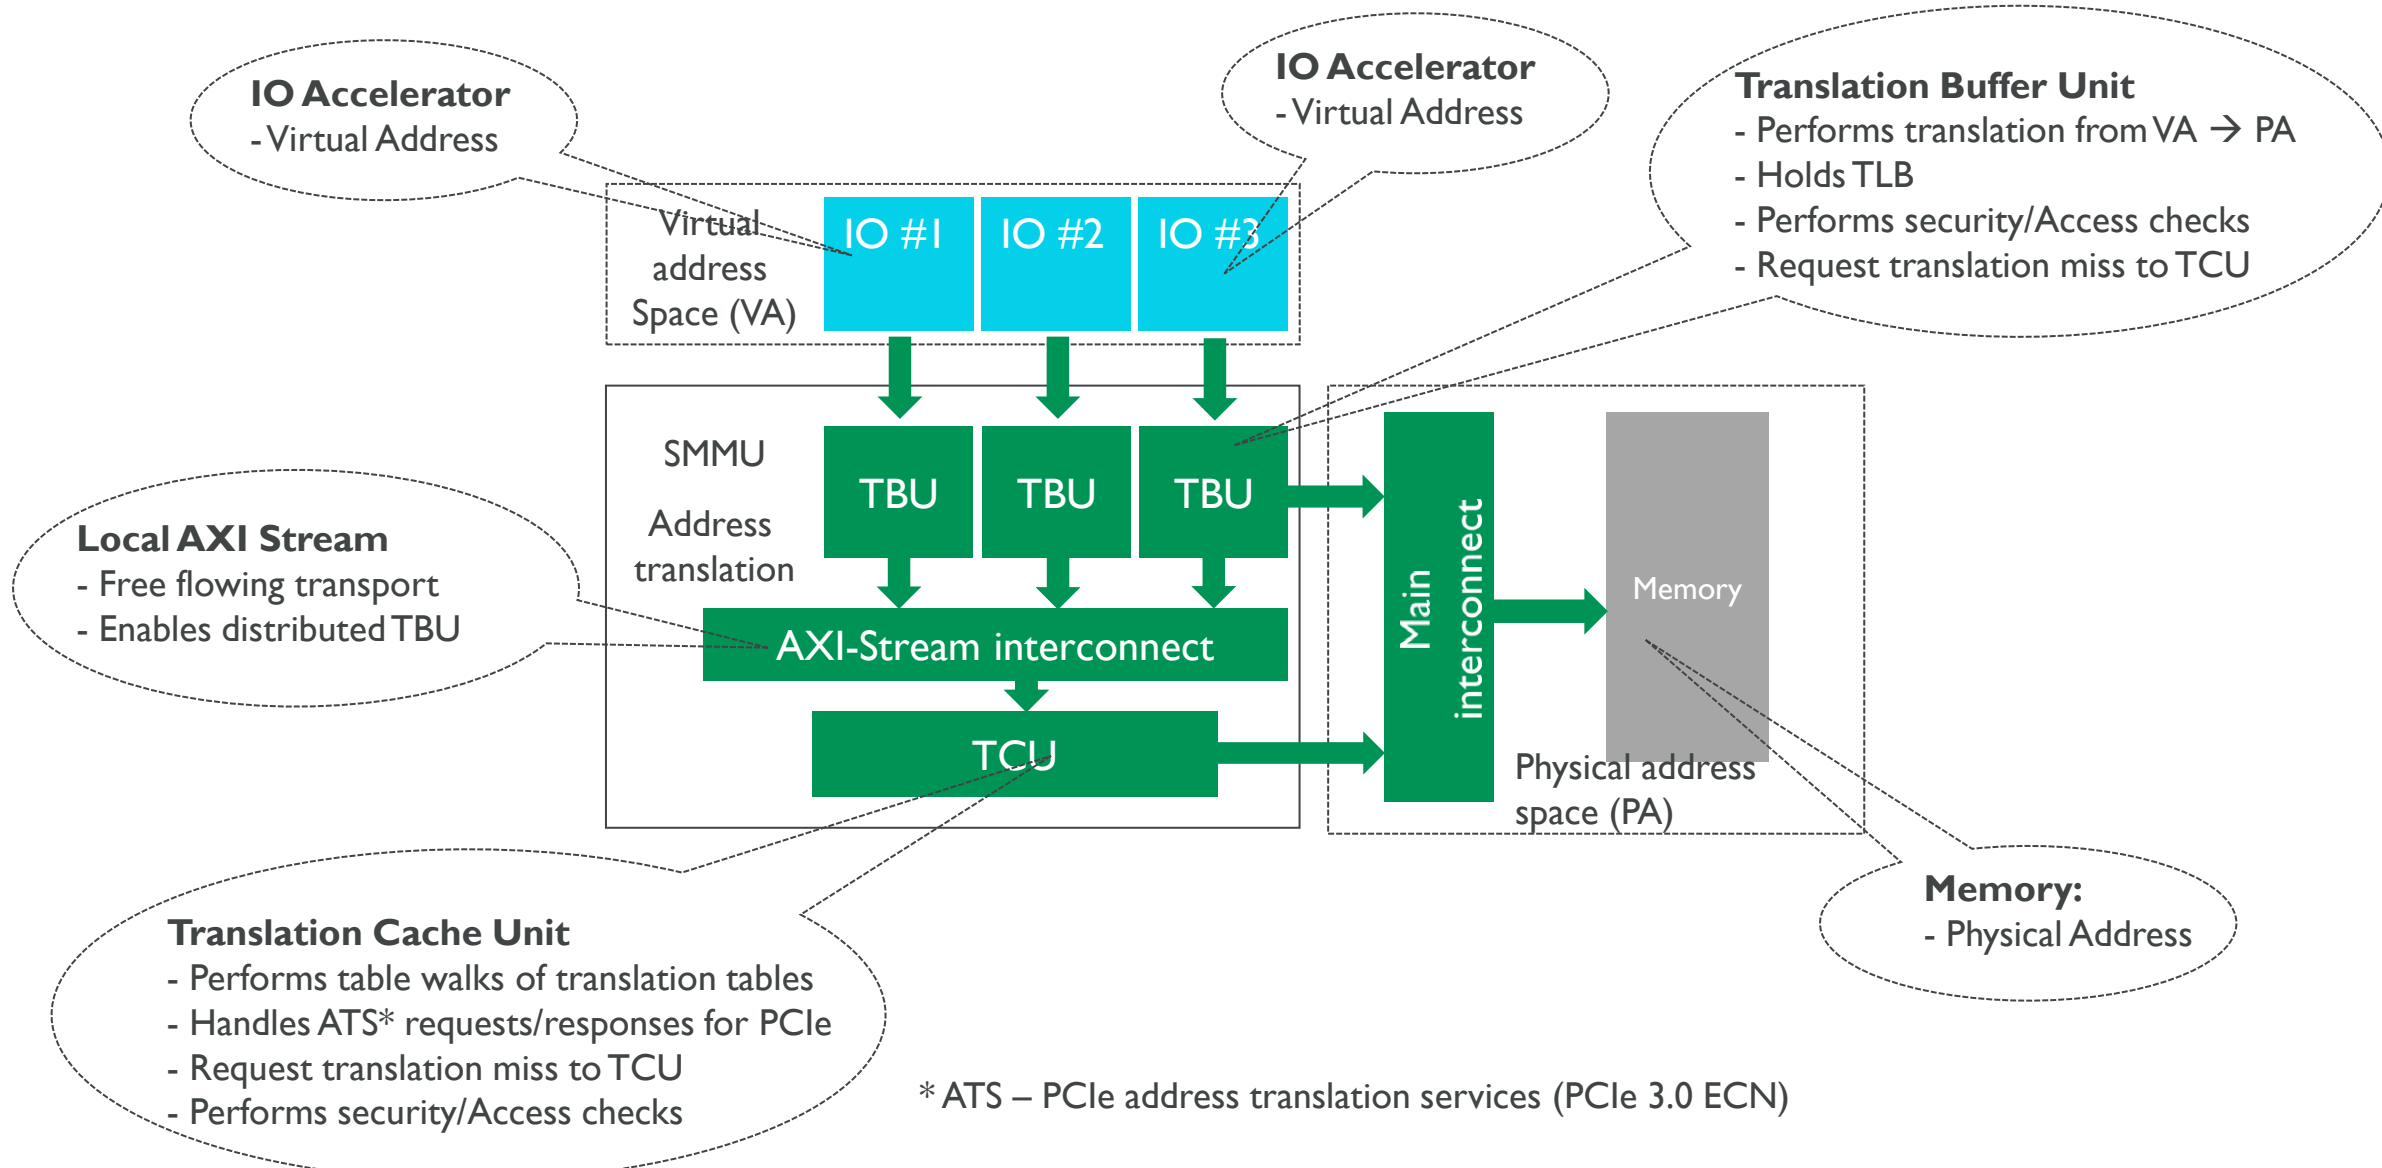 IO Accelerator
- Virtual Address
IO Accelerator
- Virtual Address
Translation Buffer Unit
- Performs translation from VA → PA
- Holds TLB
- Performs security/Access checks
- Request translation miss to TCU
Virtual
address
Space (VA)
IO #1
IO #2
IO #3
SMMU
Address
translation
TBU
TBU
TBU
Main
interconnect
Memory
Local AXI Stream
- Free flowing transport
- Enables distributed TBU
AXI-Stream interconnect
TCU
Physical address
space (PA)
Memory:
- Physical Address
Translation Cache Unit
- Performs table walks of translation tables
- Handles ATS* requests/responses for PCIe
- Request translation miss to TCU
- Performs security/Access checks
* ATS – PCIe address translation services (PCIe 3.0 ECN)